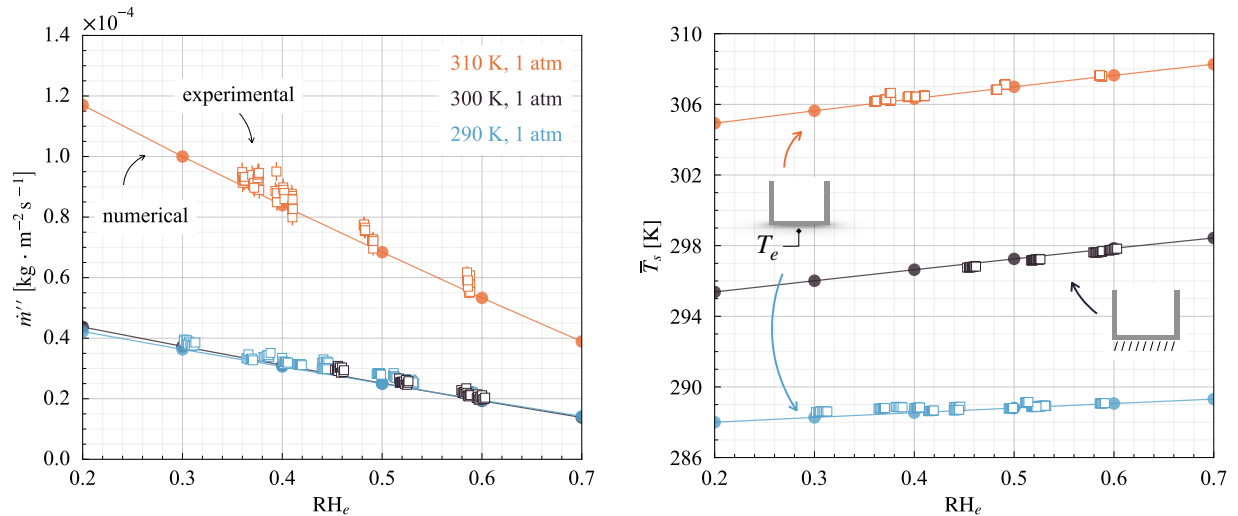 ×10⁻⁴
1.4
1.2
1.0
0.8
0.6
0.4
0.2
0.0
ṁ′′ [kg · m⁻² s⁻¹]
310 K, 1 atm
300 K, 1 atm
290 K, 1 atm
experimental
numerical
0.2 0.3 0.4 0.5 0.6 0.7
RHₑ
310
306
302
298
294
290
286
T̅ₛ [K]
Tₑ
0.2 0.3 0.4 0.5 0.6 0.7
RHₑ